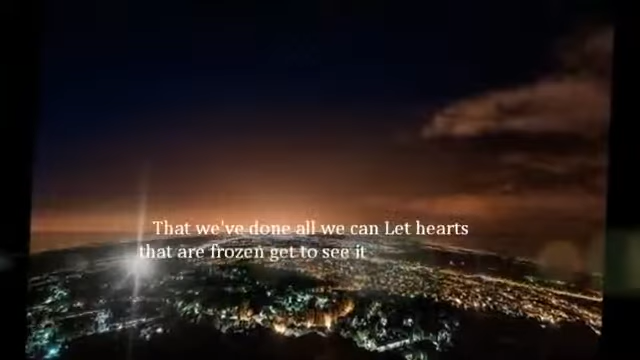 That we've done all we can Let hearts
that are frozen get to see it